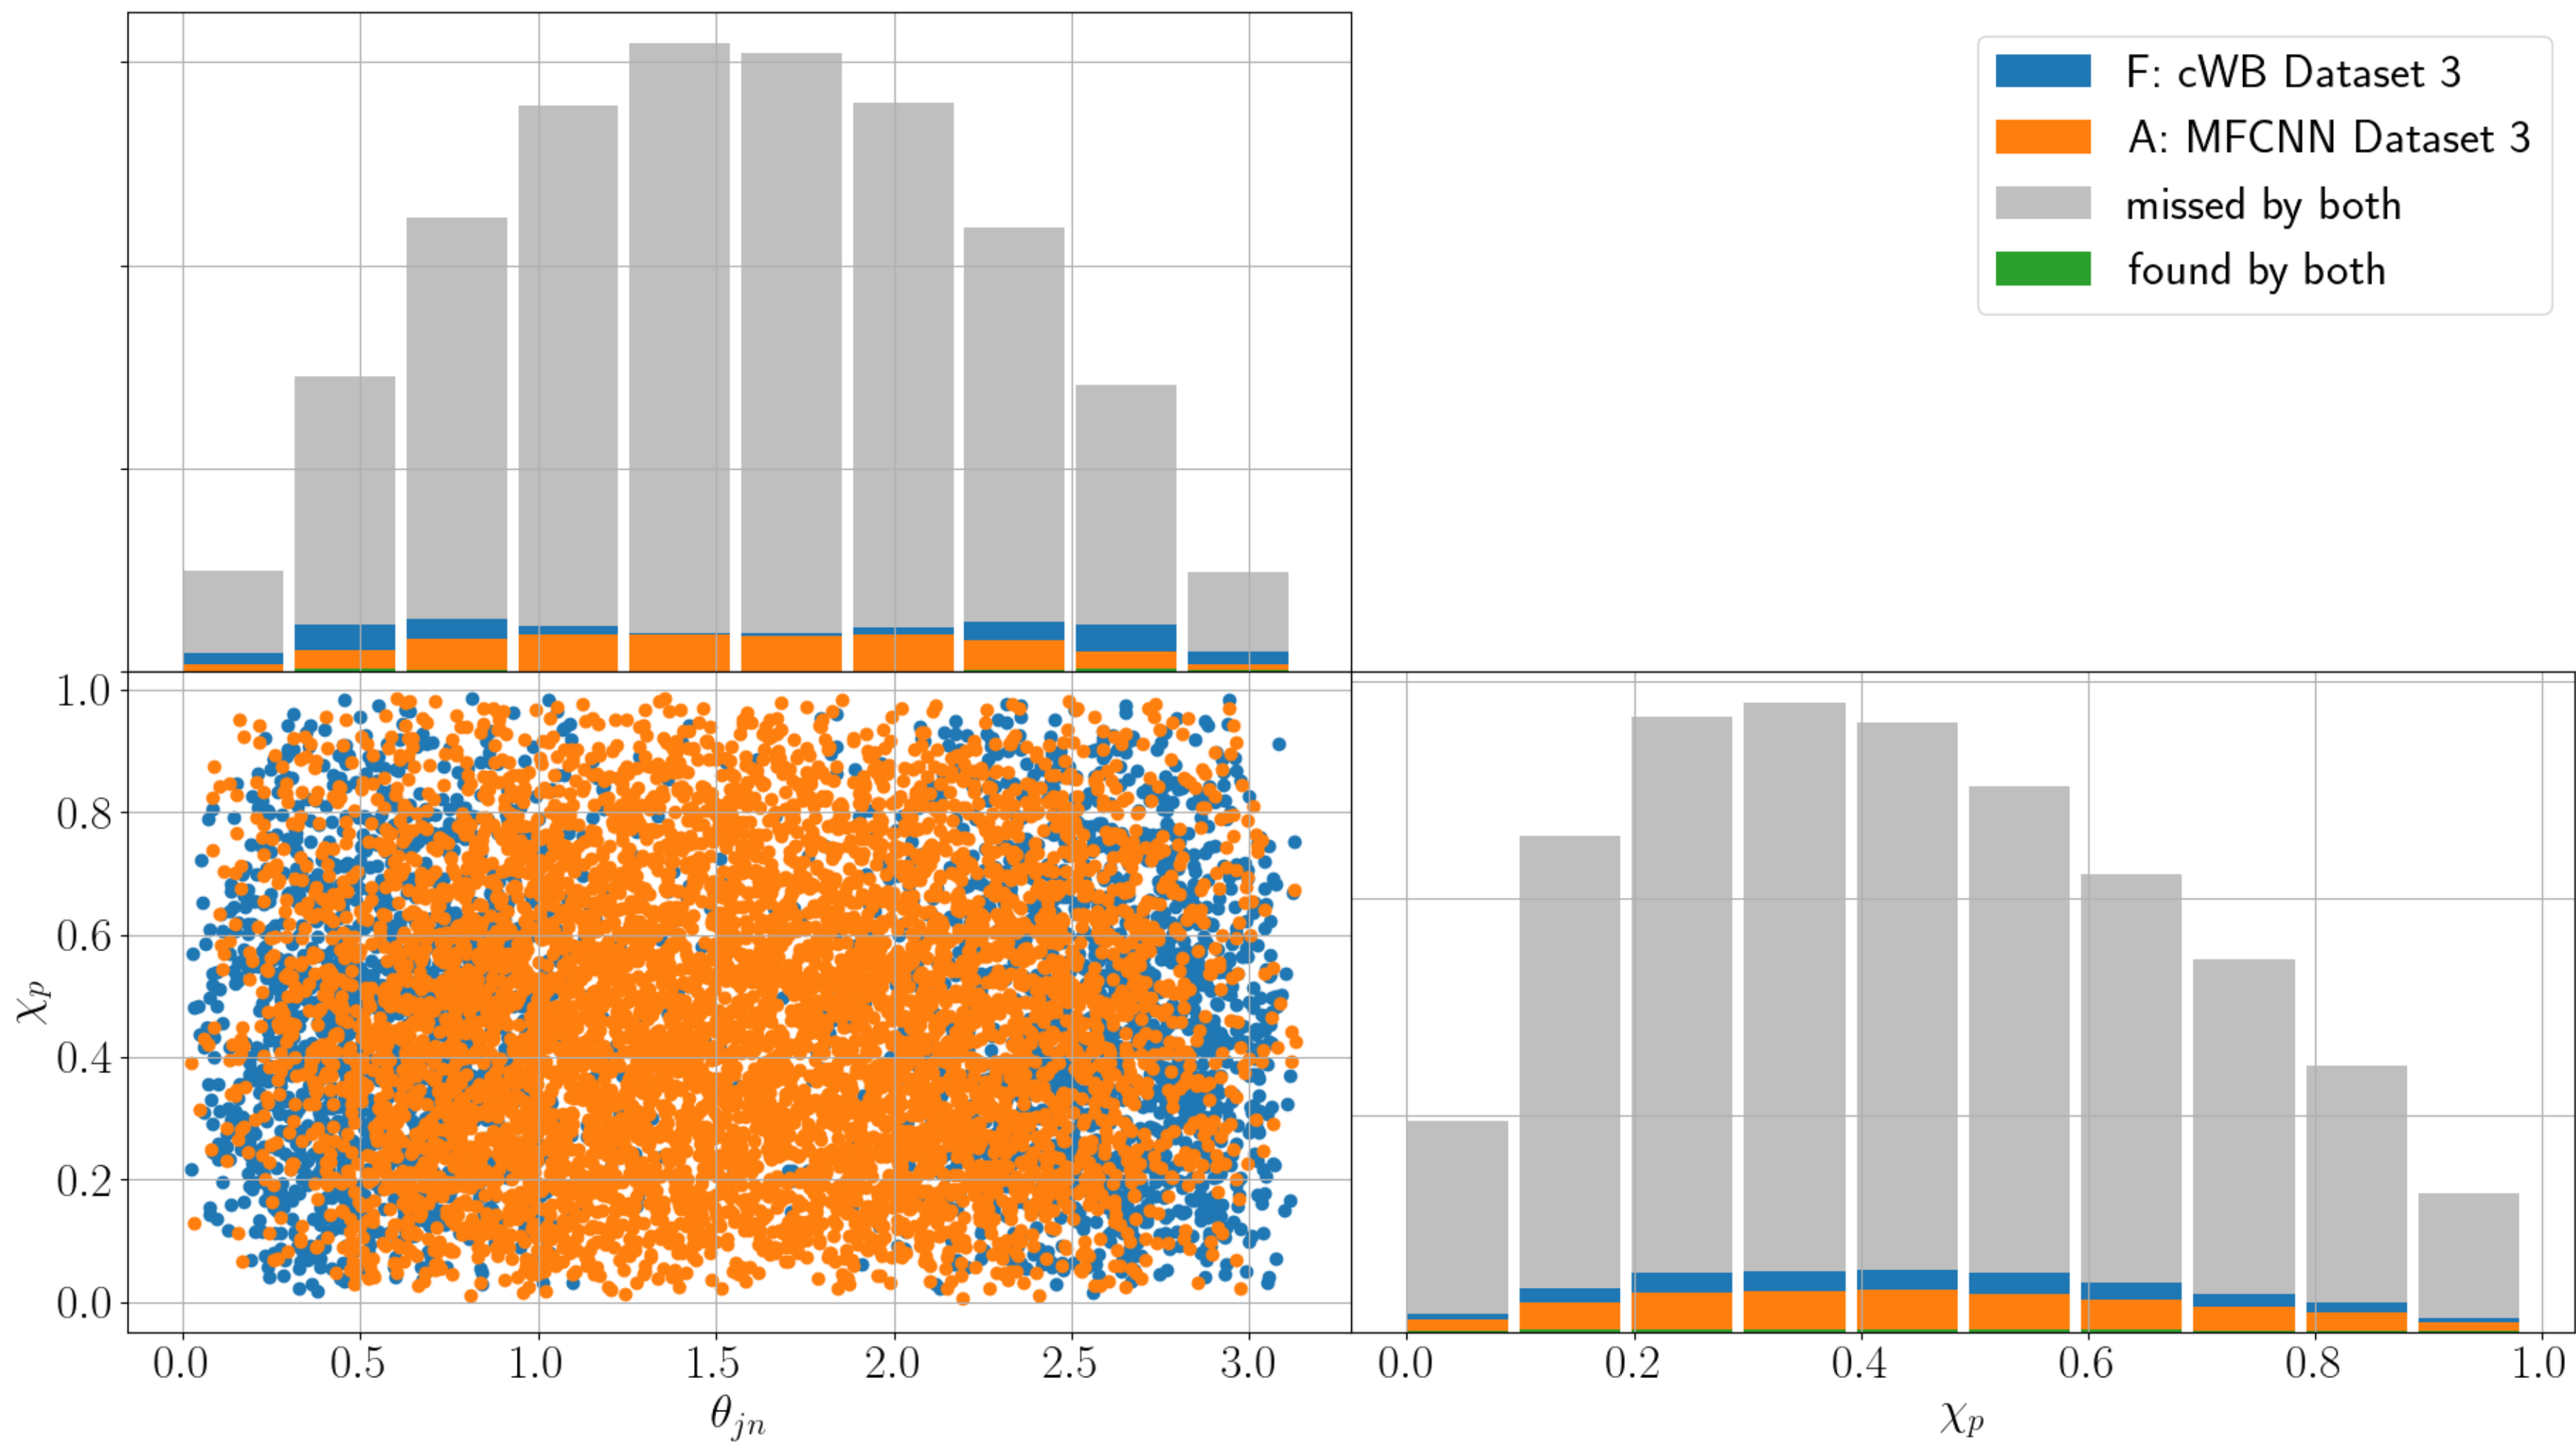 F: cWB Dataset 3
A: MFCNN Dataset 3
missed by both
found by both
1.0
0.8
0.6
0.4
0.2
0.0
χp
0.0 0.5 1.0 1.5 2.0 2.5 3.0
θjn
0.0 0.2 0.4 0.6 0.8 1.0
χp